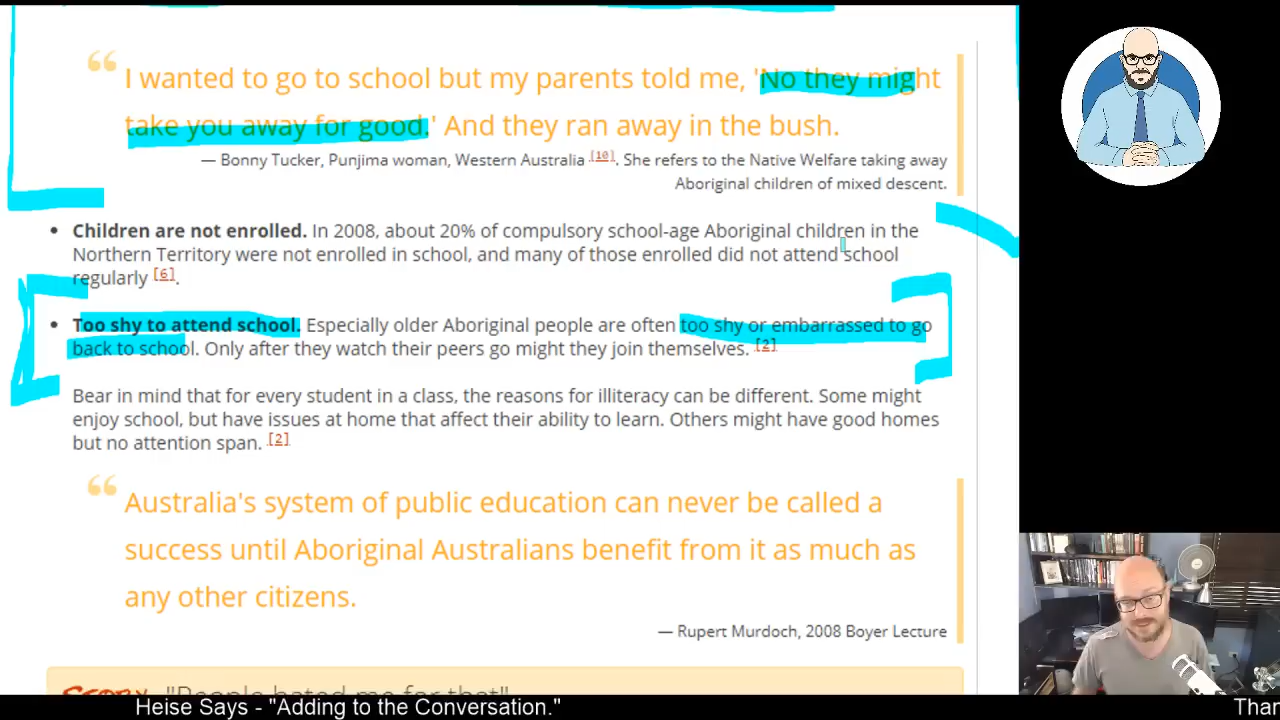 I wanted to go to school but my parents told me, 'No they might
take you away for good.' And they ran away in the bush.
— Bonny Tucker, Punjima woman, Western Australia [10]. She refers to the Native Welfare taking away
Aboriginal children of mixed descent.
• Children are not enrolled. In 2008, about 20% of compulsory school-age Aboriginal children in the
Northern Territory were not enrolled in school, and many of those enrolled did not attend school
regularly [6].
• Too shy to attend school. Especially older Aboriginal people are often too shy or embarrassed to go
back to school. Only after they watch their peers go might they join themselves. [2]
Bear in mind that for every student in a class, the reasons for illiteracy can be different. Some might
enjoy school, but have issues at home that affect their ability to learn. Others might have good homes
but no attention span. [2]
“ Australia's system of public education can never be called a
success until Aboriginal Australians benefit from it as much as
any other citizens.
— Rupert Murdoch, 2008 Boyer Lecture
STORY "People hated me for that"
Heise Says - "Adding to the Conversation." Than